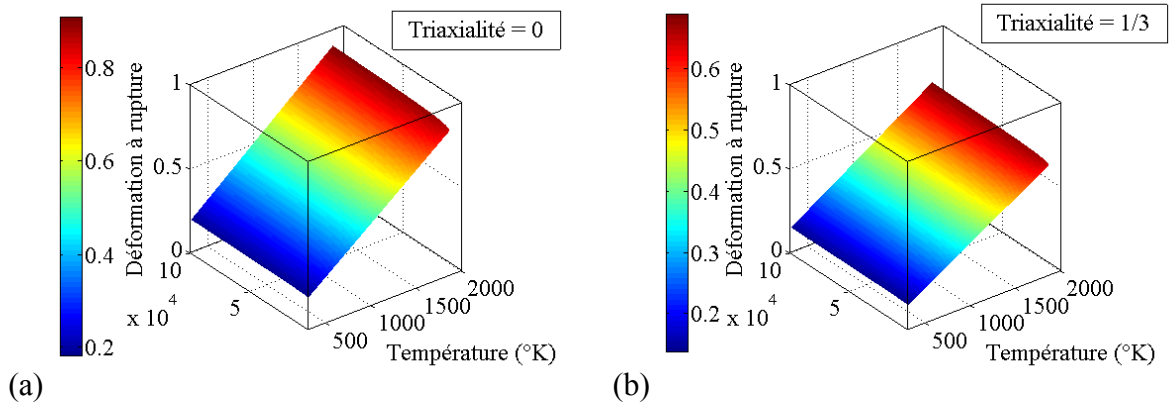 Triaxialité = 0
0.8
0.6
0.4
0.2
Déformation à rupture
1
0.5
0
10
5
x 10^4
500
1000
1500
2000
Température (°K)
(a)
Triaxialité = 1/3
0.6
0.5
0.4
0.3
0.2
Déformation à rupture
1
0.5
0
10
5
x 10^4
500
1000
1500
2000
Température (°K)
(b)